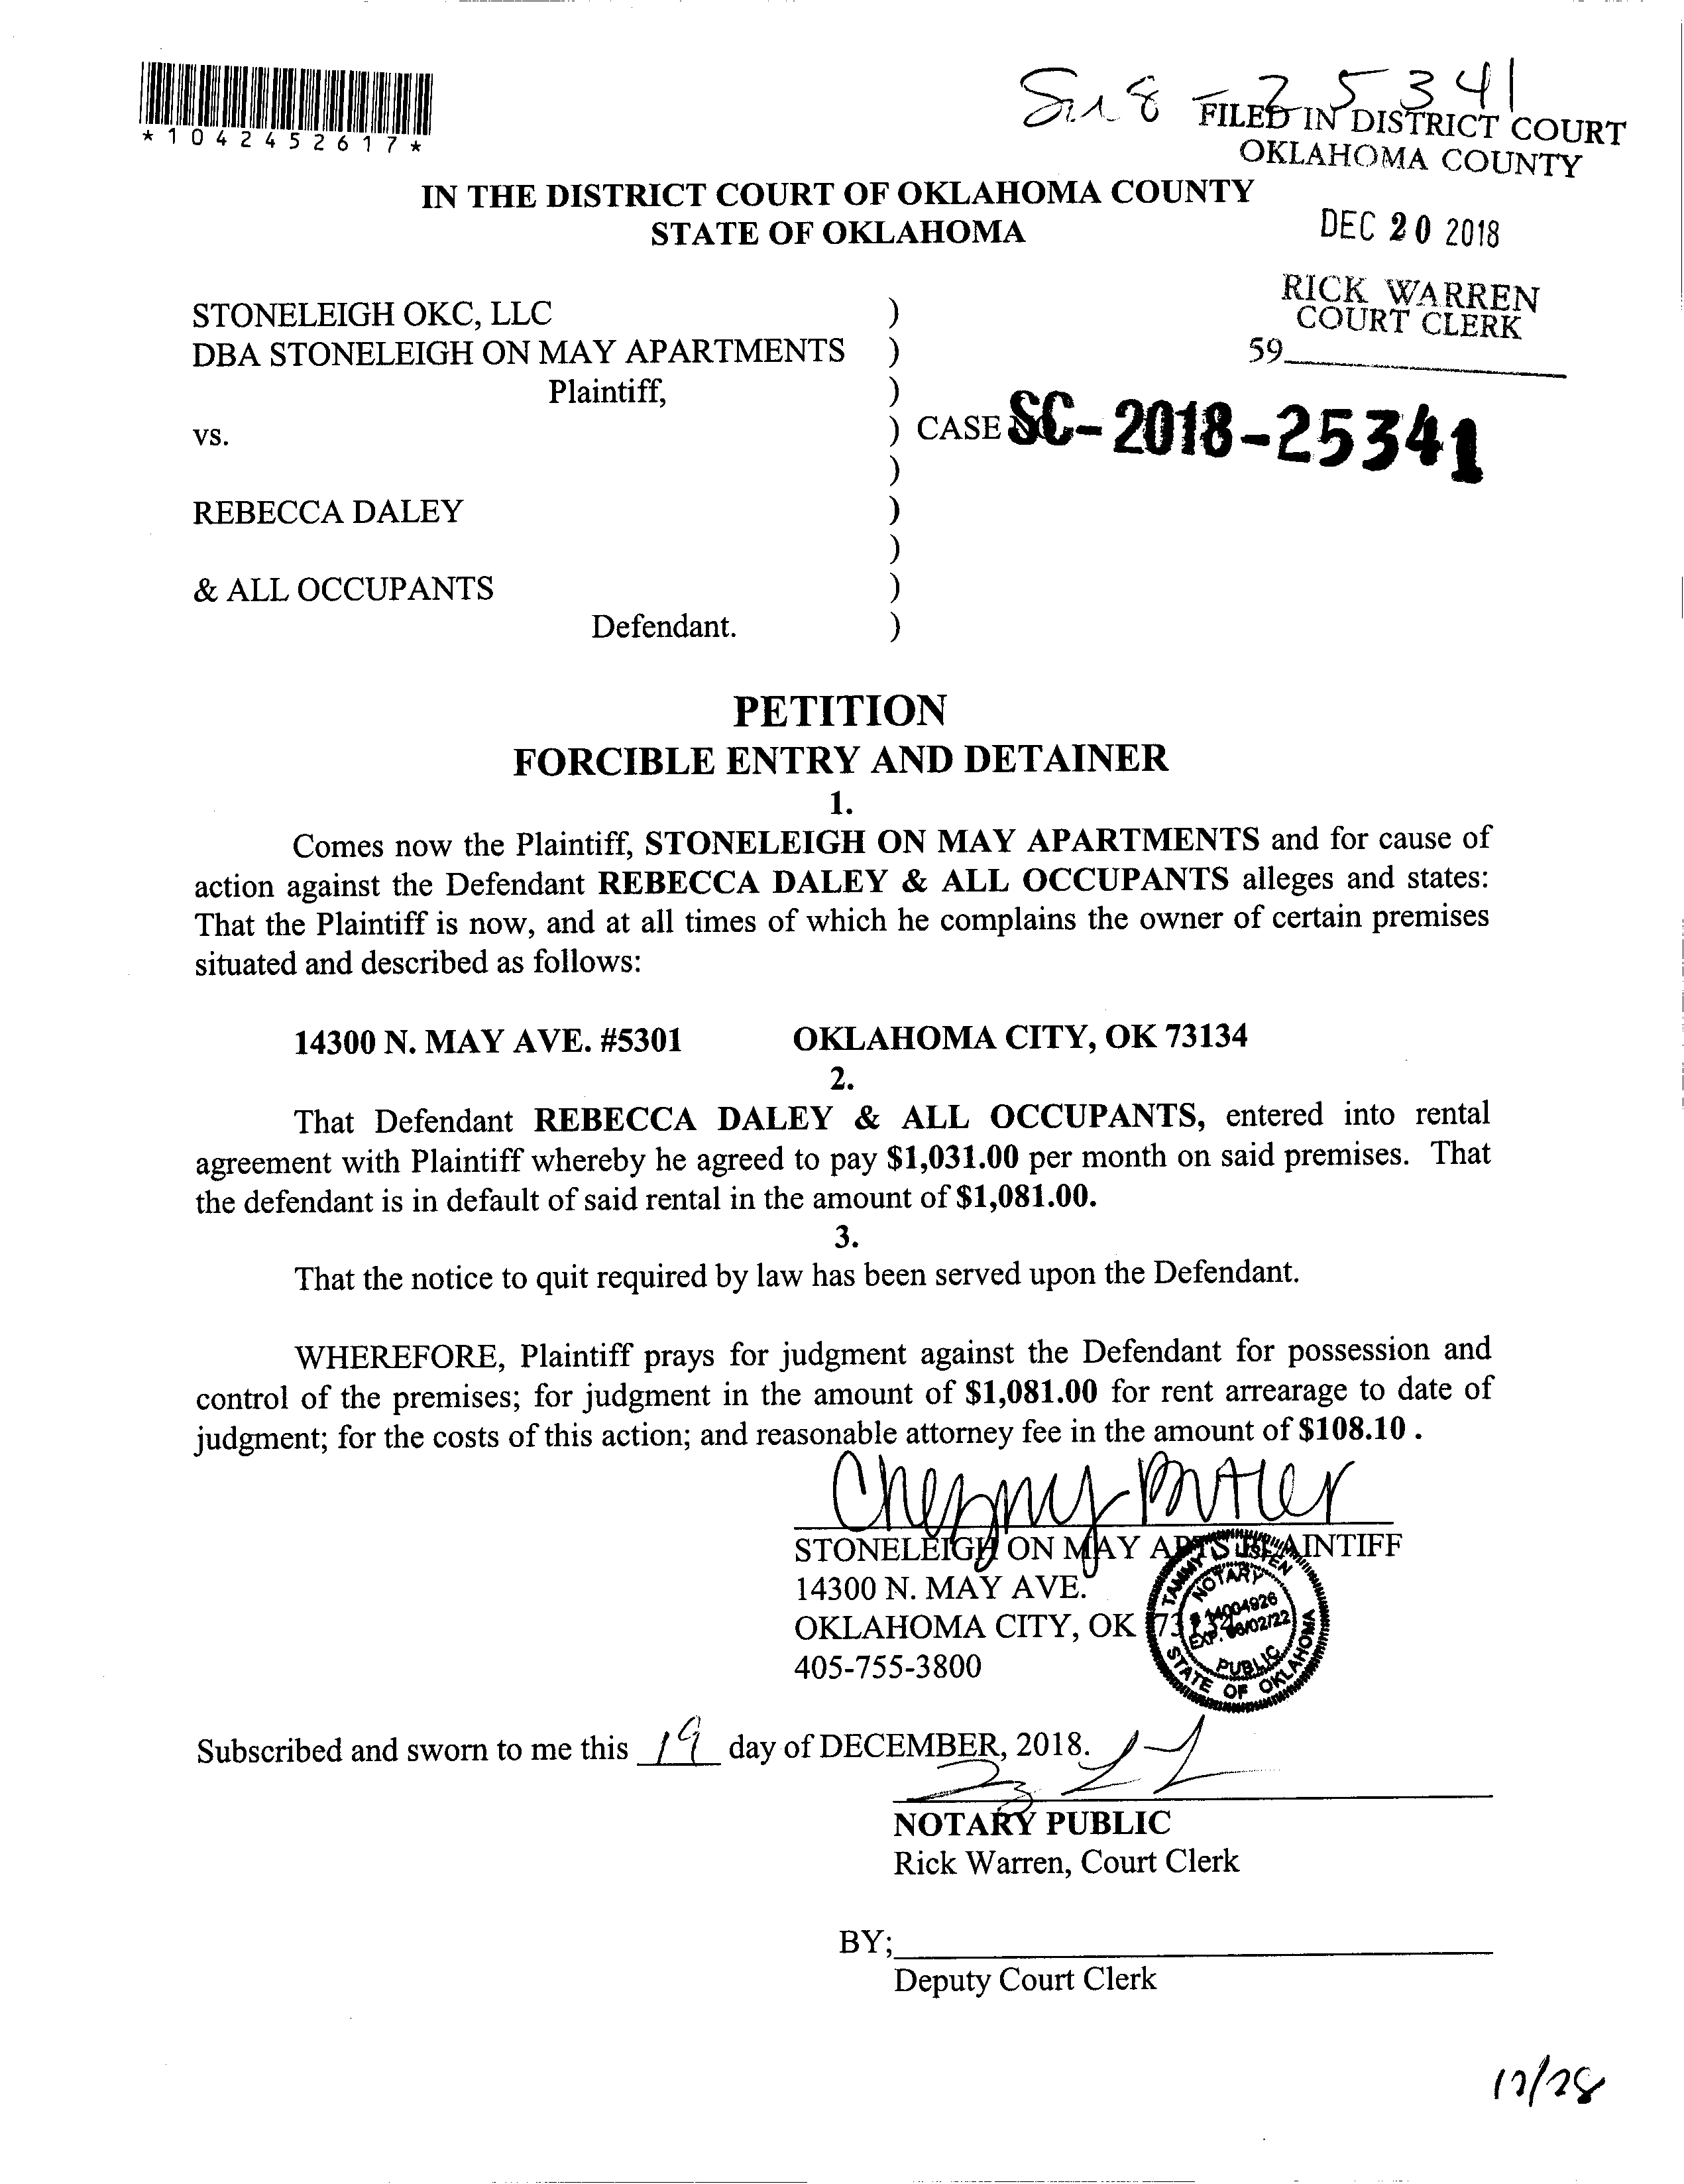 *1042452617*
FILED IN DISTRICT COURT
OKLAHOMA COUNTY
IN THE DISTRICT COURT OF OKLAHOMA COUNTY
STATE OF OKLAHOMA
DEC 20 2018
RICK WARREN
COURT CLERK
59
STONELEIGH OKC, LLC )
DBA STONELEIGH ON MAY APARTMENTS )
Plaintiff, )
vs. ) CASE SC-2018-25341
)
REBECCA DALEY )
)
& ALL OCCUPANTS )
Defendant. )
PETITION
FORCIBLE ENTRY AND DETAINER
1.
Comes now the Plaintiff, STONELEIGH ON MAY APARTMENTS and for cause of
action against the Defendant REBECCA DALEY & ALL OCCUPANTS alleges and states:
That the Plaintiff is now, and at all times of which he complains the owner of certain premises
situated and described as follows:
14300 N. MAY AVE. #5301 OKLAHOMA CITY, OK 73134
2.
That Defendant REBECCA DALEY & ALL OCCUPANTS, entered into rental
agreement with Plaintiff whereby he agreed to pay $1,031.00 per month on said premises. That
the defendant is in default of said rental in the amount of $1,081.00.
3.
That the notice to quit required by law has been served upon the Defendant.
WHEREFORE, Plaintiff prays for judgment against the Defendant for possession and
control of the premises; for judgment in the amount of $1,081.00 for rent arrearage to date of
judgment; for the costs of this action; and reasonable attorney fee in the amount of $108.10 .
STONELEIGH ON MAY APTS PLAINTIFF
14300 N. MAY AVE.
OKLAHOMA CITY, OK 73134
405-755-3800
TAMMY LISTEN
NOTARY
# 14004926
EXP. 06/02/22
PUBLIC
STATE OF OKLAHOMA
Subscribed and sworn to me this 19 day of DECEMBER, 2018.
NOTARY PUBLIC
Rick Warren, Court Clerk
BY;
Deputy Court Clerk
12/28